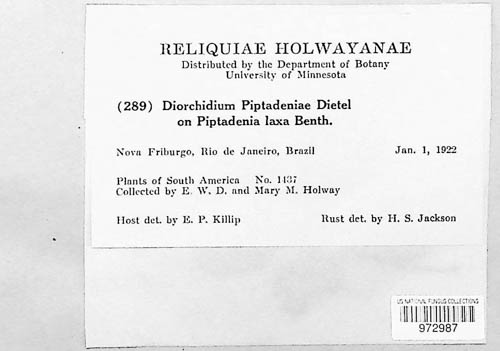 RELIQUIAE HOLWAYANAE
Distributed by the Department of Botany
University of Minnesota
(289) Diorchidium Piptadeniae Dietel
on Piptadenia laxa Benth.
Nova Friburgo, Rio de Janeiro, Brazil Jan. 1, 1922
Plants of South America No. 1437
Collected by E. W. D. and Mary M. Holway
Host det. by E. P. Killip Rust det. by H. S. Jackson
US NATIONAL FUNGUS COLLECTIONS
972987